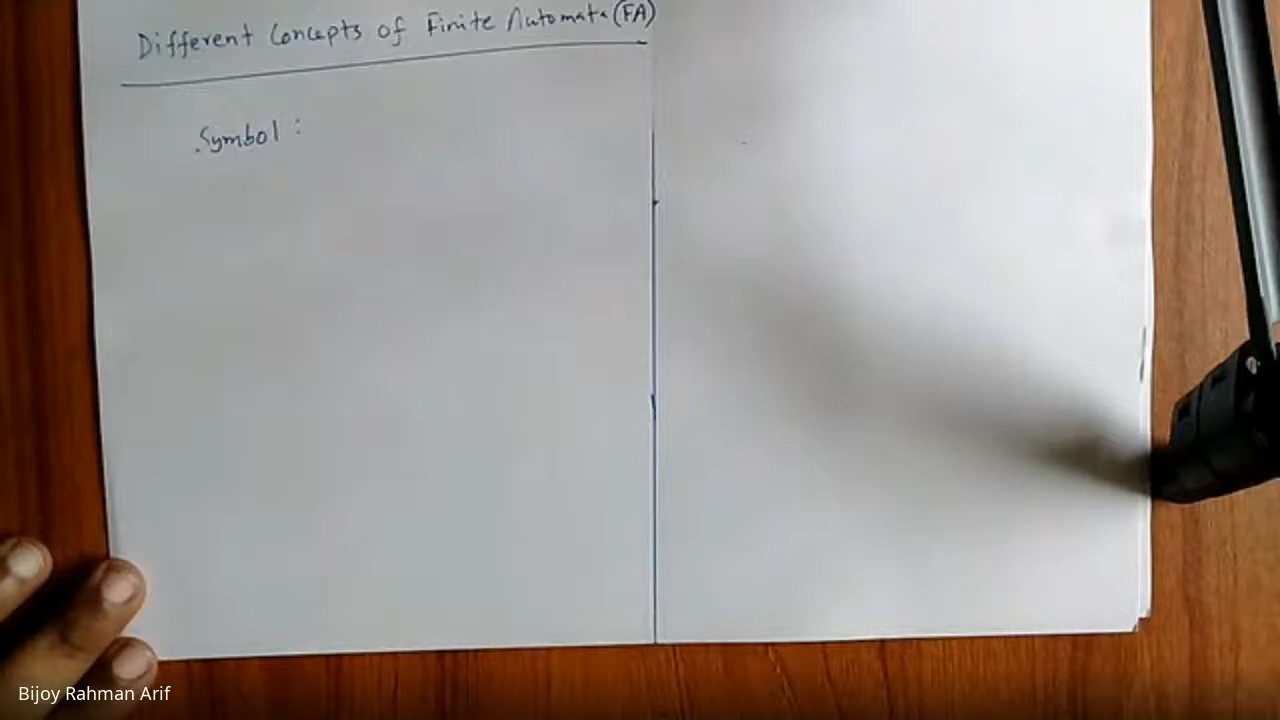 Different Concepts of Finite Automata (FA)
Symbol :
Bijoy Rahman Arif